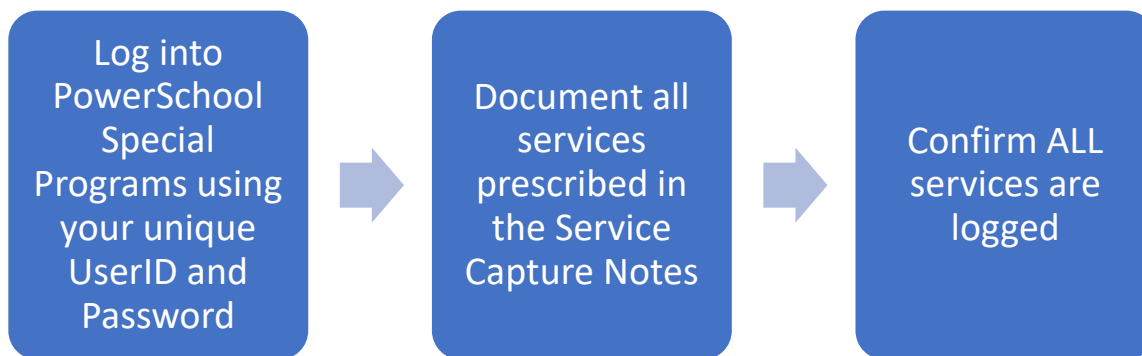 Log into
PowerSchool
Special
Programs using
your unique
UserID and
Password
Document all
services
prescribed in
the Service
Capture Notes
Confirm ALL
services are
logged